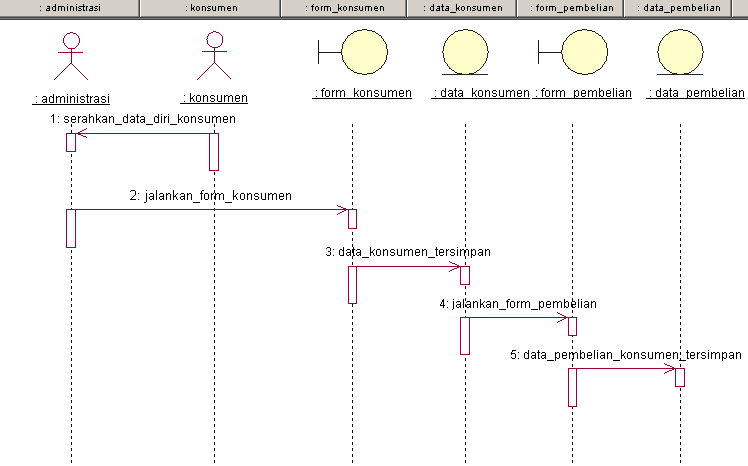 : administrasi
: konsumen
: form_konsumen
: data_konsumen
: form_pembelian
: data_pembelian
: administrasi
: konsumen
: form_konsumen
: data_konsumen
: form_pembelian
: data_pembelian
1: serahkan_data_diri_konsumen
2: jalankan_form_konsumen
3: data_konsumen_tersimpan
4: jalankan_form_pembelian
5: data_pembelian_konsumen_tersimpan